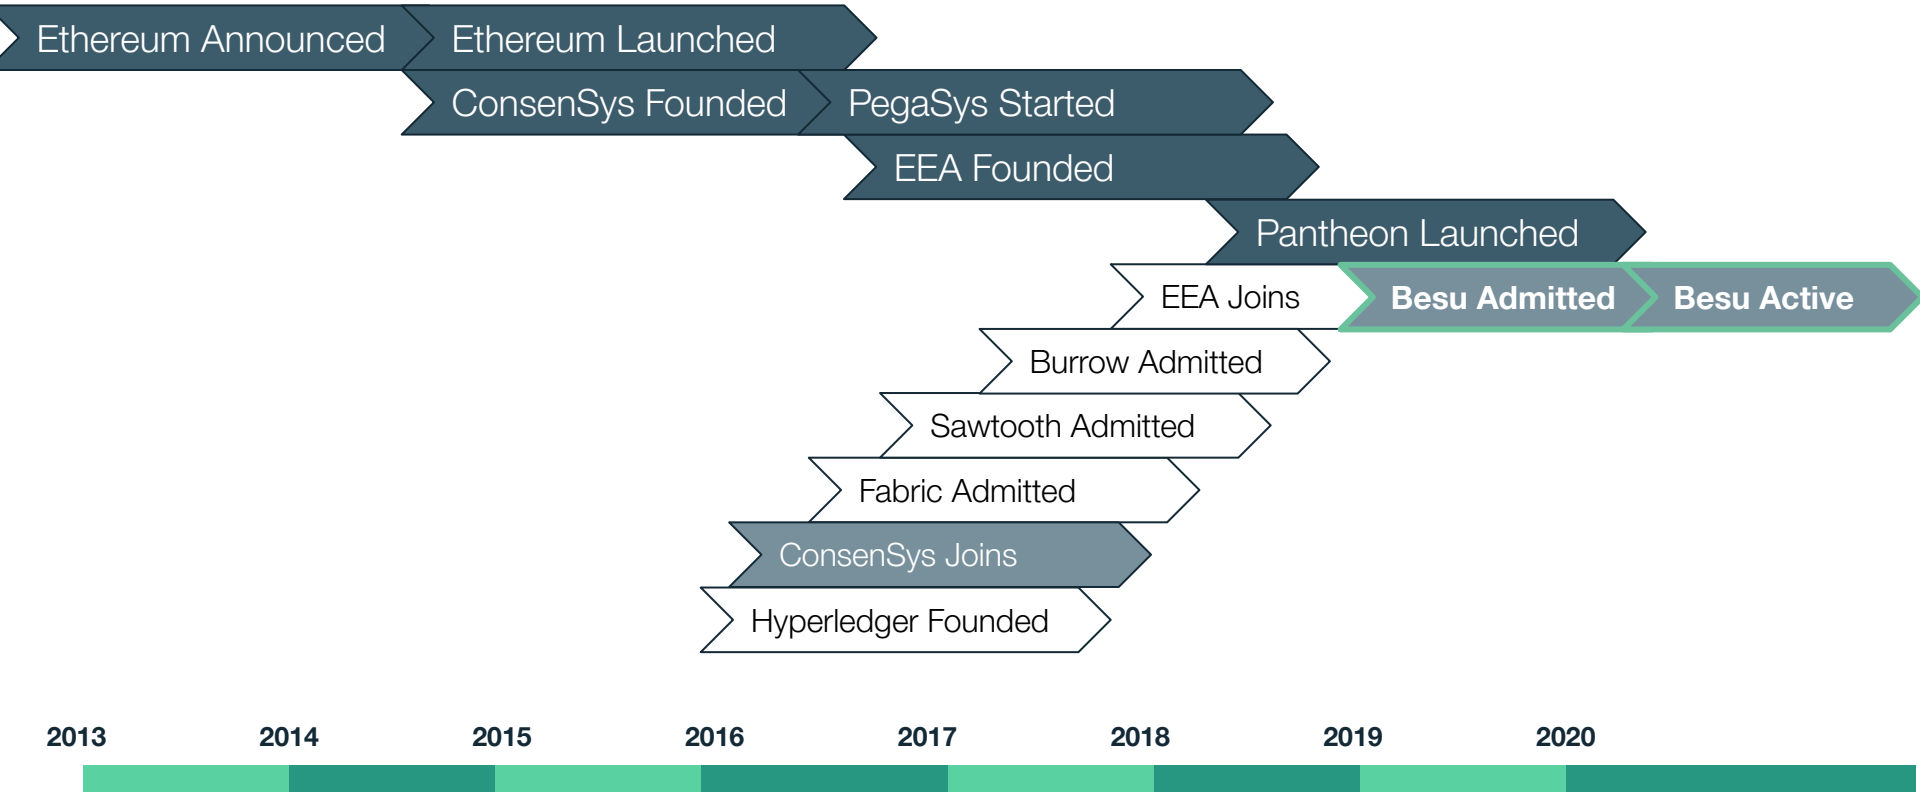 Ethereum Announced
Ethereum Launched
ConsenSys Founded
PegaSys Started
EEA Founded
Pantheon Launched
EEA Joins
Besu Admitted
Besu Active
Burrow Admitted
Sawtooth Admitted
Fabric Admitted
ConsenSys Joins
Hyperledger Founded
2013 2014 2015 2016 2017 2018 2019 2020